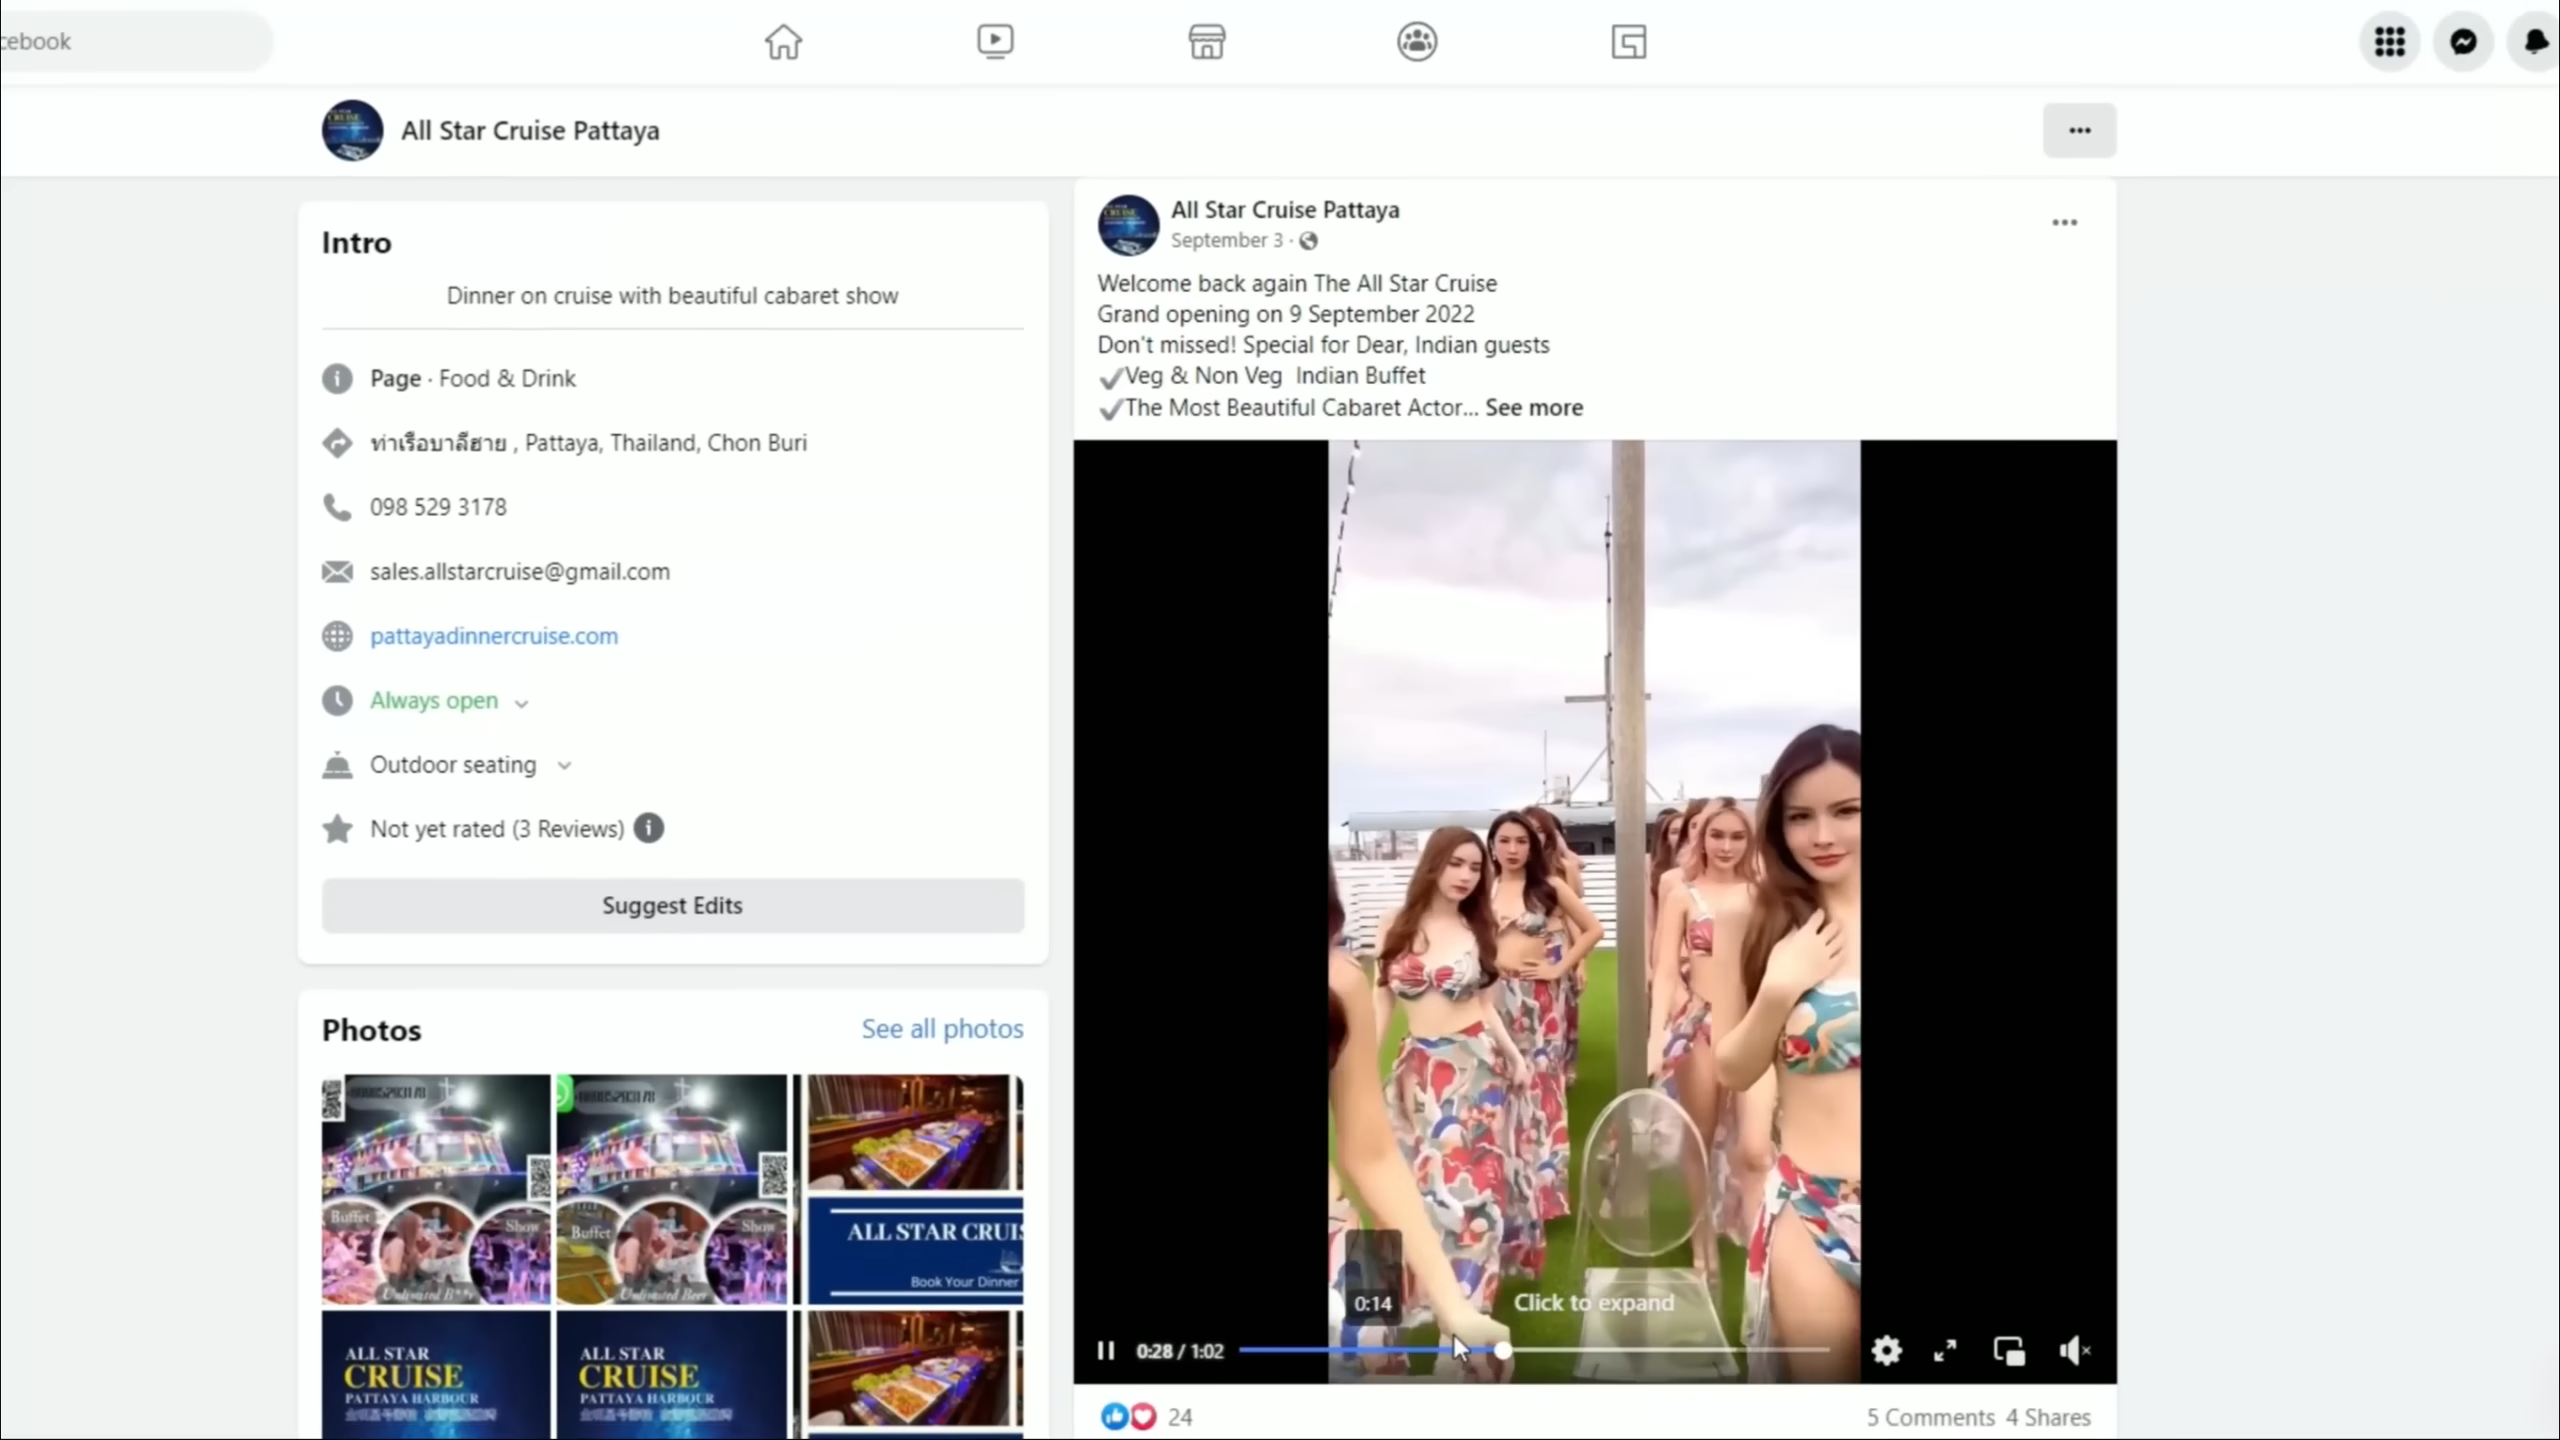 cebook
All Star Cruise Pattaya
Intro
Dinner on cruise with beautiful cabaret show
Page · Food & Drink
ท่าเรือบาลีฮาย , Pattaya, Thailand, Chon Buri
098 529 3178
sales.allstarcruise@gmail.com
pattayadinnercruise.com
Always open
Outdoor seating
Not yet rated (3 Reviews)
Suggest Edits
Photos
See all photos
Buffet
Show
Buffet
Show
Unlimited Beer
ALL STAR CRUIS
Book Your Dinner
ALL STAR
CRUISE
PATTAYA HARBOUR
ALL STAR
CRUISE
PATTAYA HARBOUR
All Star Cruise Pattaya
September 3 ·
Welcome back again The All Star Cruise
Grand opening on 9 September 2022
Don't missed! Special for Dear, Indian guests
✔Veg & Non Veg Indian Buffet
✔The Most Beautiful Cabaret Actor... See more
0:14
Click to expand
0:28 / 1:02
24
5 Comments 4 Shares